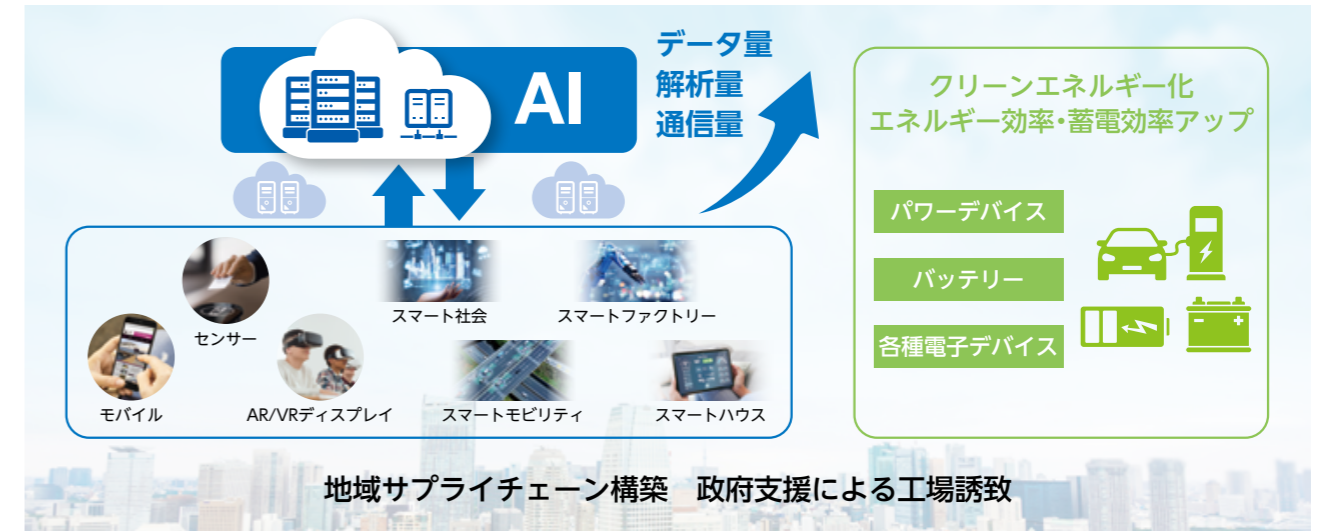 AI
データ量
解析量
通信量
センサー
スマート社会
スマートファクトリー
モバイル
AR/VRディスプレイ
スマートモビリティ
スマートハウス
クリーンエネルギー化
エネルギー効率・蓄電効率アップ
パワーデバイス
バッテリー
各種電子デバイス
地域サプライチェーン構築　政府支援による工場誘致